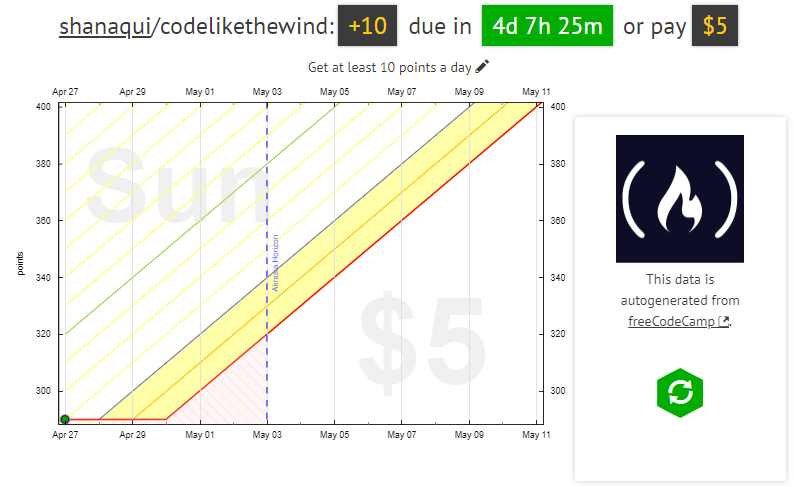 shanaqui/codelikethewind: +10 due in 4d 7h 25m or pay $5
Get at least 10 points a day
Apr 27 Apr 29 May 01 May 03 May 05 May 07 May 09 May 11
400 400
Sun
380 380
360 360
points
Akrasia Horizon
340 340
$5
320 320
300 300
Apr 27 Apr 29 May 01 May 03 May 05 May 07 May 09 May 11
This data is
autogenerated from
freeCodeCamp.